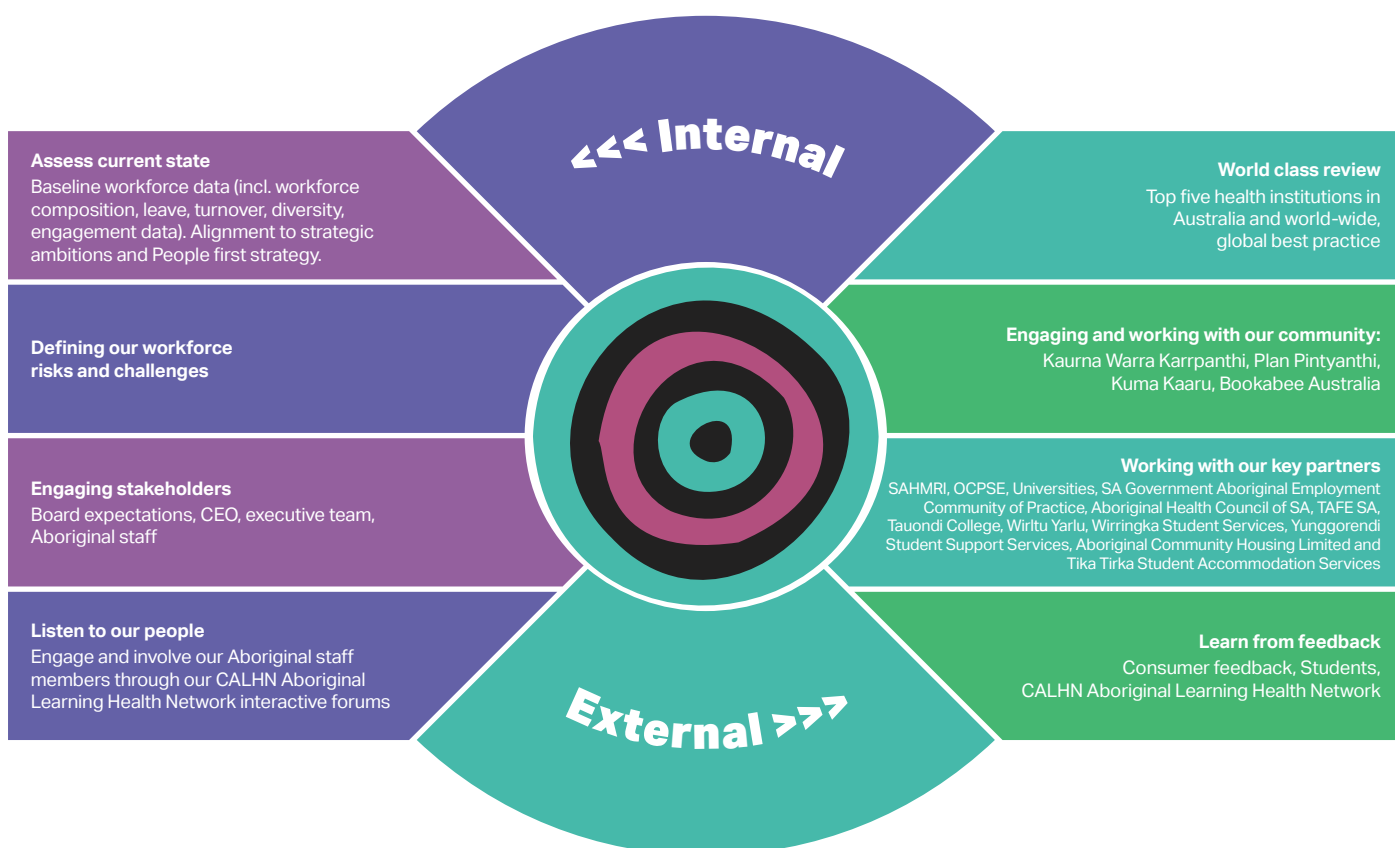 <<< Internal
Assess current state
Baseline workforce data (incl. workforce
composition, leave, turnover, diversity,
engagement data). Alignment to strategic
ambitions and People first strategy.
Defining our workforce
risks and challenges
Engaging stakeholders
Board expectations, CEO, executive team,
Aboriginal staff
Listen to our people
Engage and involve our Aboriginal staff
members through our CALHN Aboriginal
Learning Health Network interactive forums
World class review
Top five health institutions in
Australia and world-wide,
global best practice
Engaging and working with our community:
Kaurna Warra Karrpanthi, Plan Pintyanthi,
Kuma Kaaru, Bookabee Australia
Working with our key partners
SAHMRI, OCPSE, Universities, SA Government Aboriginal Employment
Community of Practice, Aboriginal Health Council of SA, TAFE SA,
Tauondi College, Wirltu Yarlu, Wirringka Student Services, Yunggorendi
Student Support Services, Aboriginal Community Housing Limited and
Tika Tirka Student Accommodation Services
Learn from feedback
Consumer feedback, Students,
CALHN Aboriginal Learning Health Network
External >>>